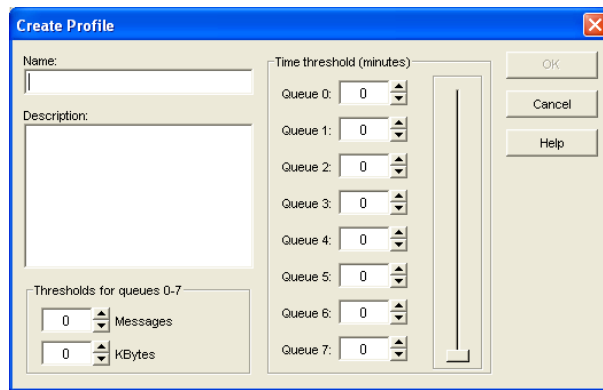 Create Profile
Name:
Description:
Thresholds for queues 0-7
0 Messages
0 KBytes
Time threshold (minutes)
Queue 0: 0
Queue 1: 0
Queue 2: 0
Queue 3: 0
Queue 4: 0
Queue 5: 0
Queue 6: 0
Queue 7: 0
OK
Cancel
Help